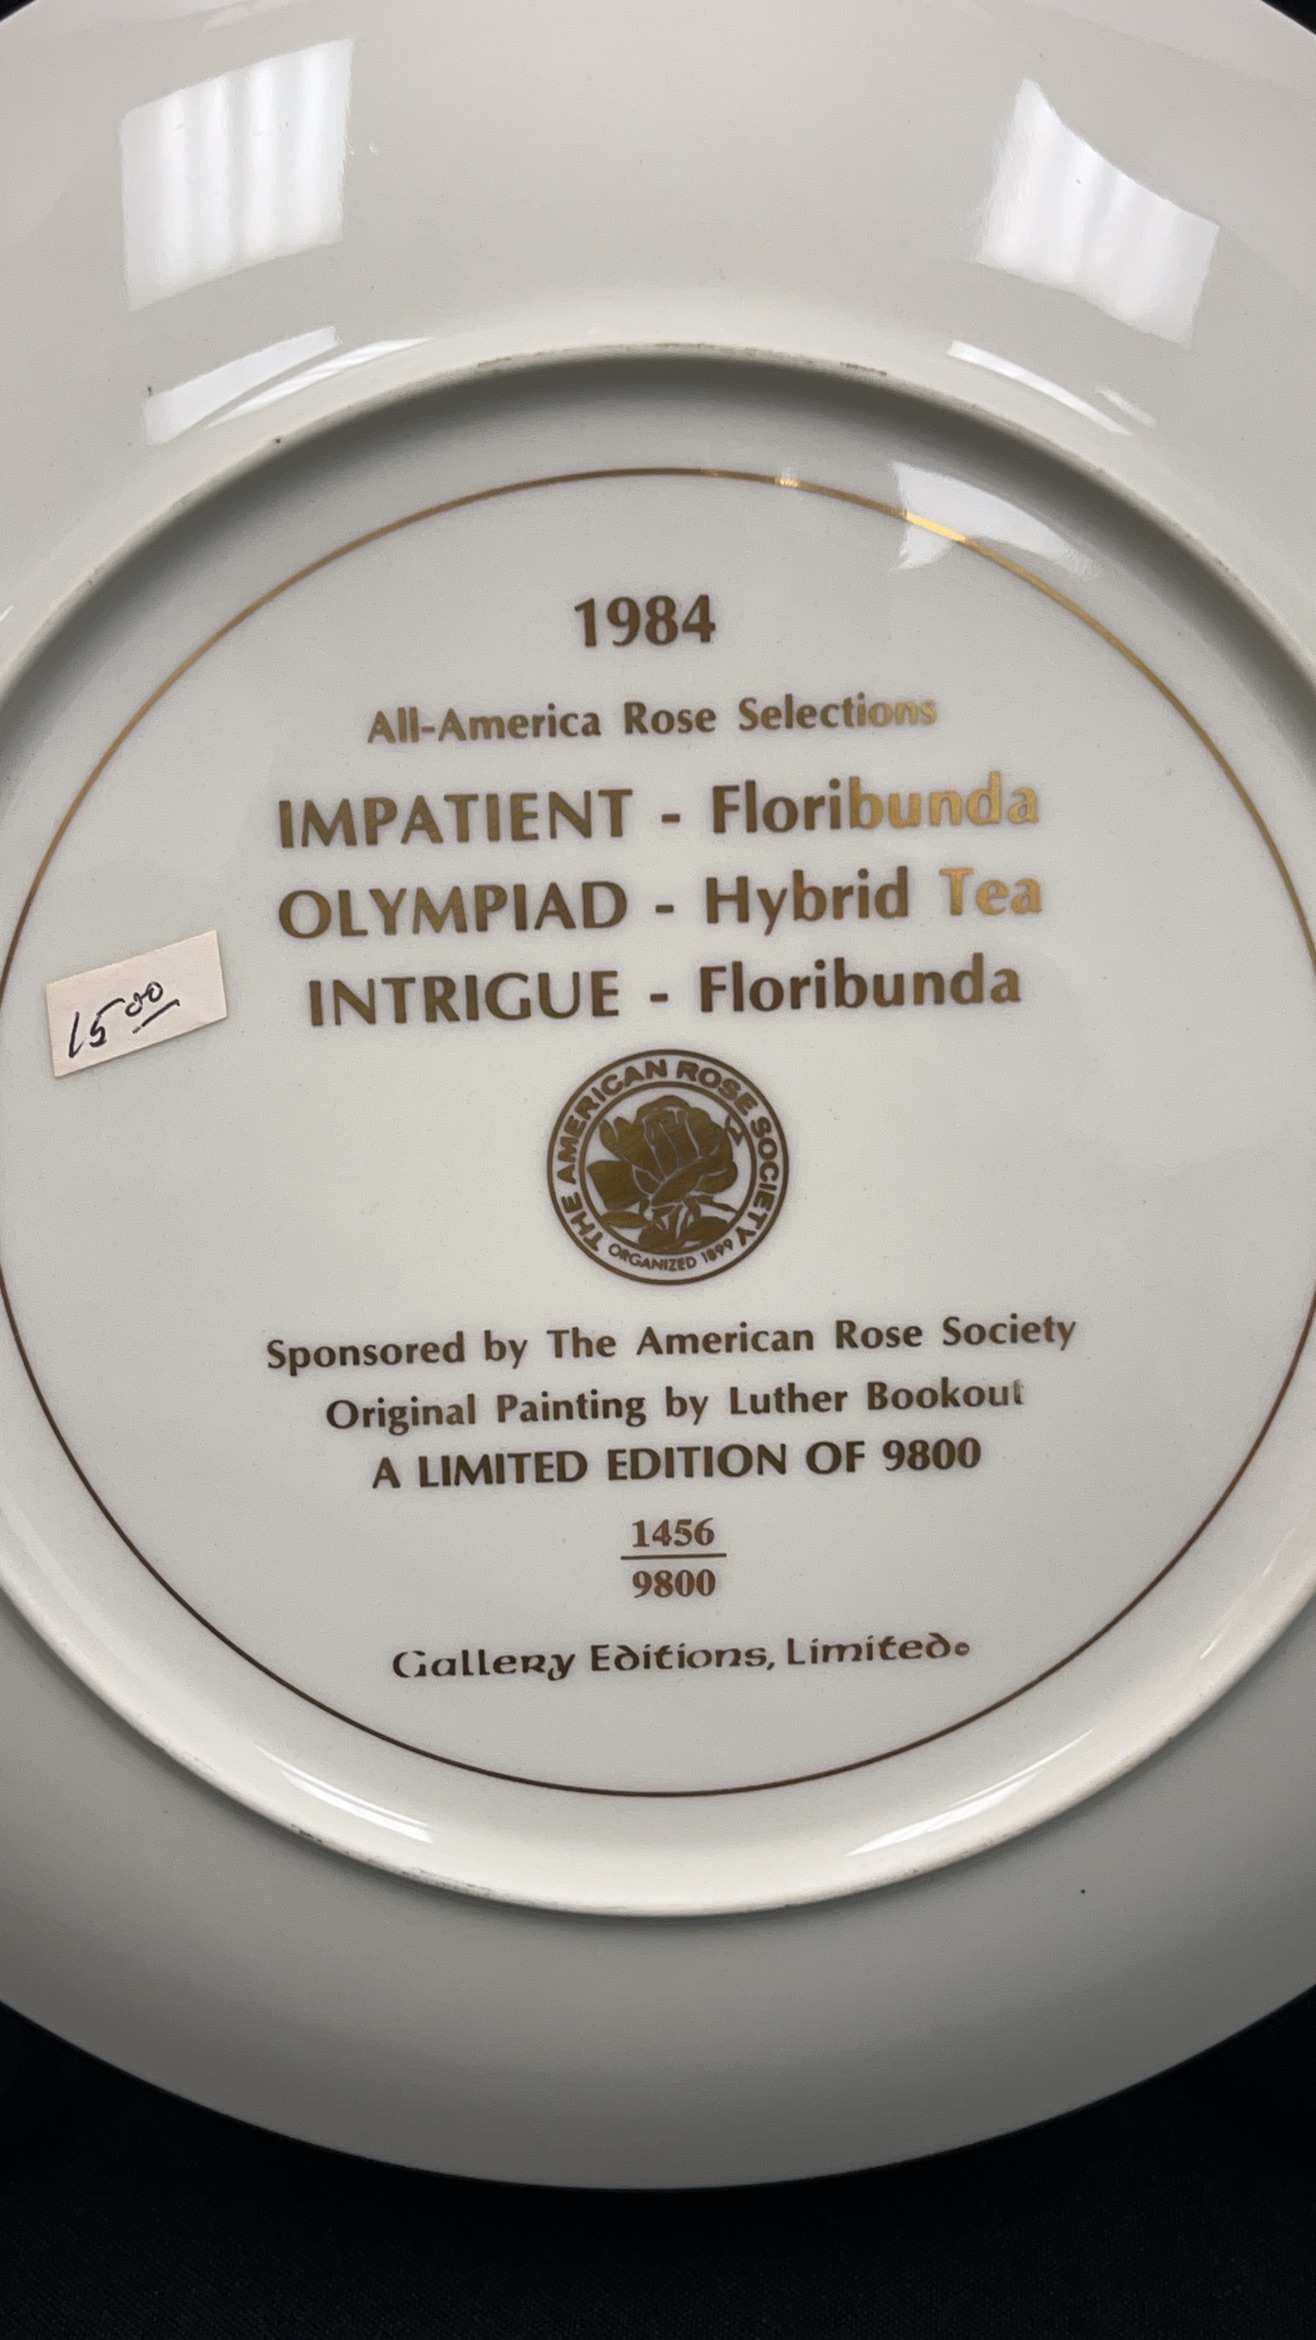 1984
All-America Rose Selections
IMPATIENT - Floribunda
OLYMPIAD - Hybrid Tea
INTRIGUE - Floribunda
15.00
THE AMERICAN ROSE SOCIETY
ORGANIZED 1899
Sponsored by The American Rose Society
Original Painting by Luther Bookout
A LIMITED EDITION OF 9800
1456
9800
Gallery Editions, Limited©